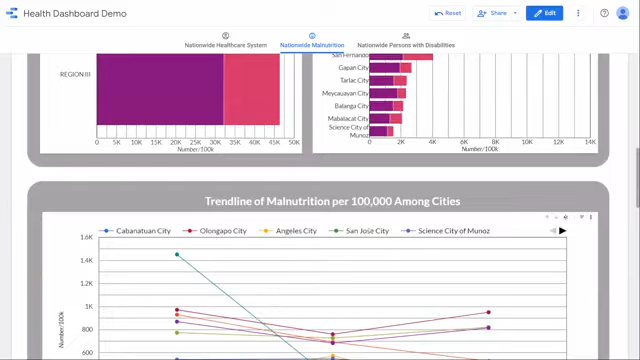 Health Dashboard Demo
Reset
Share
Edit
Nationwide Healthcare System
Nationwide Malnutrition
Nationwide Persons with Disabilities
REGION III
0 5K 10K 15K 20K 25K 30K 35K 40K 45K 50K
Number/100k
San Fernando
Gapan City
Tarlac City
Meycauayan City
Balanga City
Mabalacat City
Science City of
Munoz
0 2K 4K 6K 8K 10K 12K 14K
Number/100k
Trendline of Malnutrition per 100,000 Among Cities
Cabanatuan City Olongapo City Angeles City San Jose City Science City of Munoz
1.6K
1.4K
1.2K
1K
800
600
Number/100k